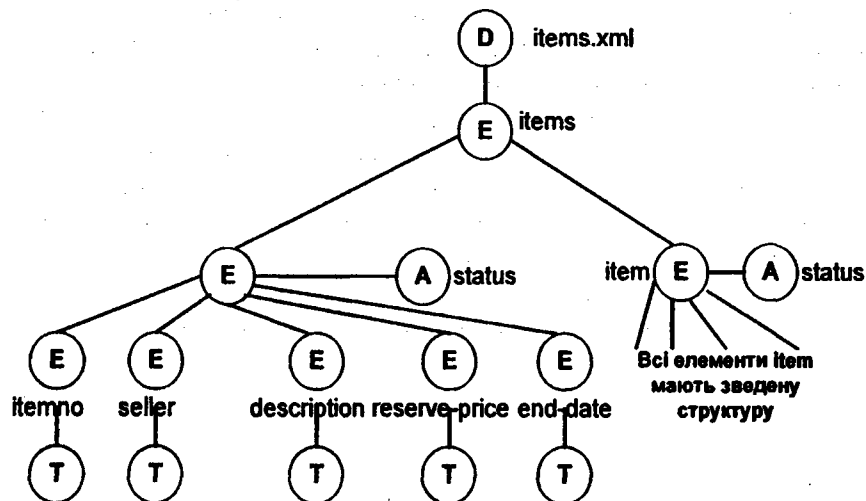 D items.xml
E items
E A status item E A status
E E E E E
Всі елементи item
мають зведену
структуру
itemno seller description reserve-price end-date
T T T T T